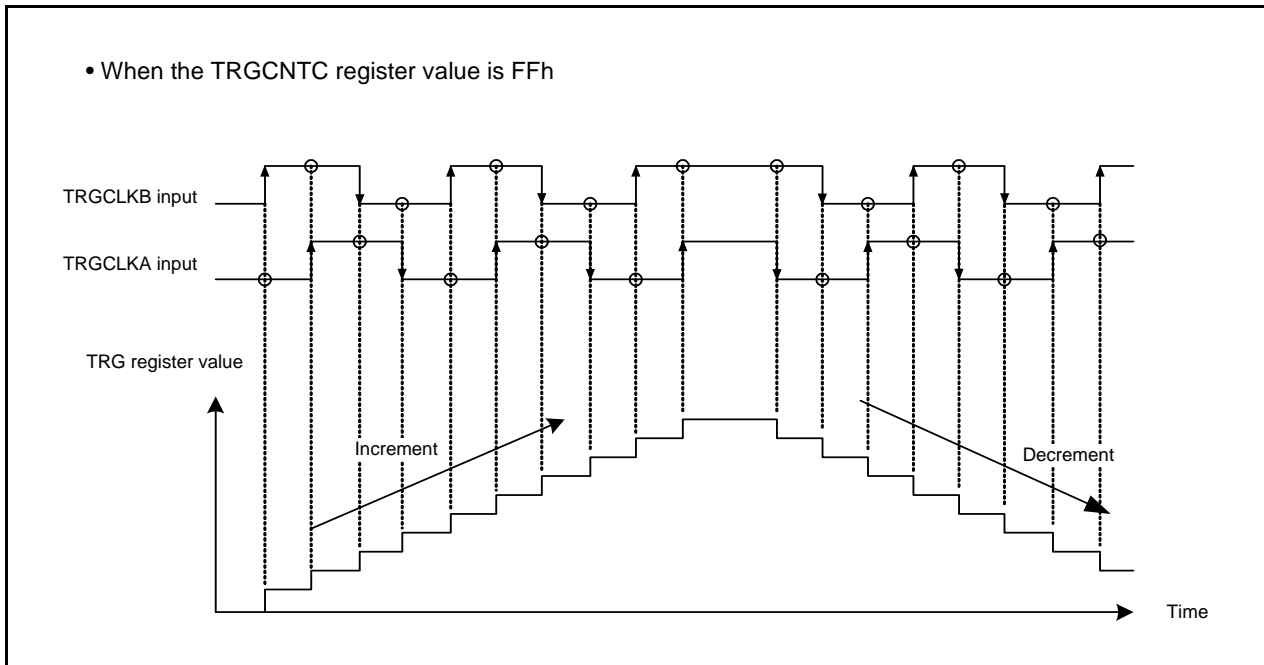 • When the TRGCNTC register value is FFh
TRGCLKB input
TRGCLKA input
TRG register value
Increment
Decrement
Time